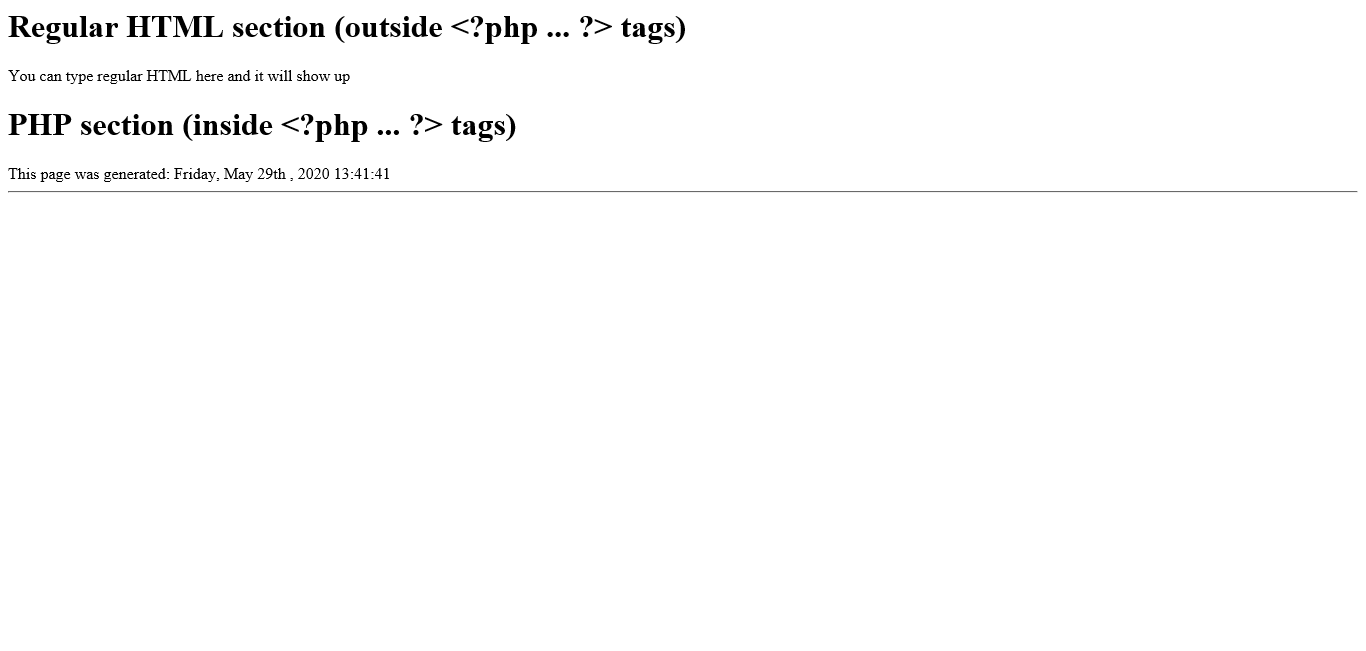 Regular HTML section (outside <?php ... ?> tags)
You can type regular HTML here and it will show up
PHP section (inside <?php ... ?> tags)
This page was generated: Friday, May 29th , 2020 13:41:41